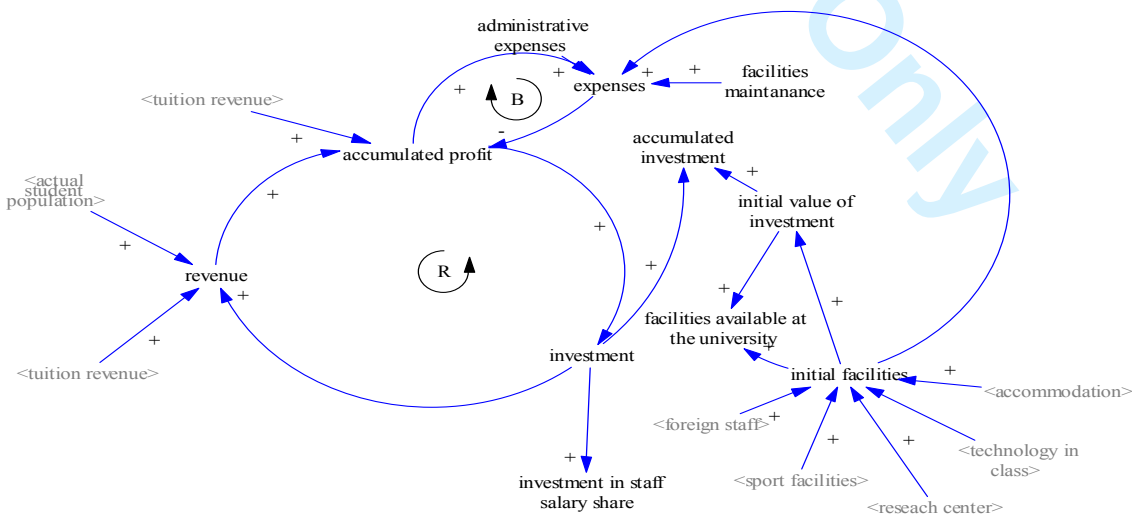 Only
administrative
expenses
+
+
+
+
expenses
facilities
maintanance
B
<tuition revenue>
+
-
accumulated profit
accumulated
investment
+
<actual
student
population>
+
+
initial value of
investment
+
+
R
revenue
+
+
+
+
facilities available at
the university
+
+
<tuition revenue>
investment
initial facilities
+
<accommodation>
<foreign staff>
+
+
+
+
<technology in
class>
+
investment in staff
salary share
<sport facilities>
<reseach center>